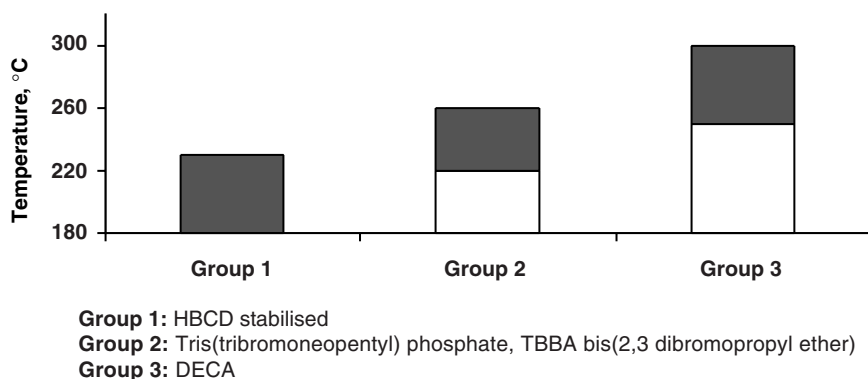 Temperature, °C
300
260
220
180
Group 1 Group 2 Group 3
Group 1: HBCD stabilised
Group 2: Tris(tribromoneopentyl) phosphate, TBBA bis(2,3 dibromopropyl ether)
Group 3: DECA